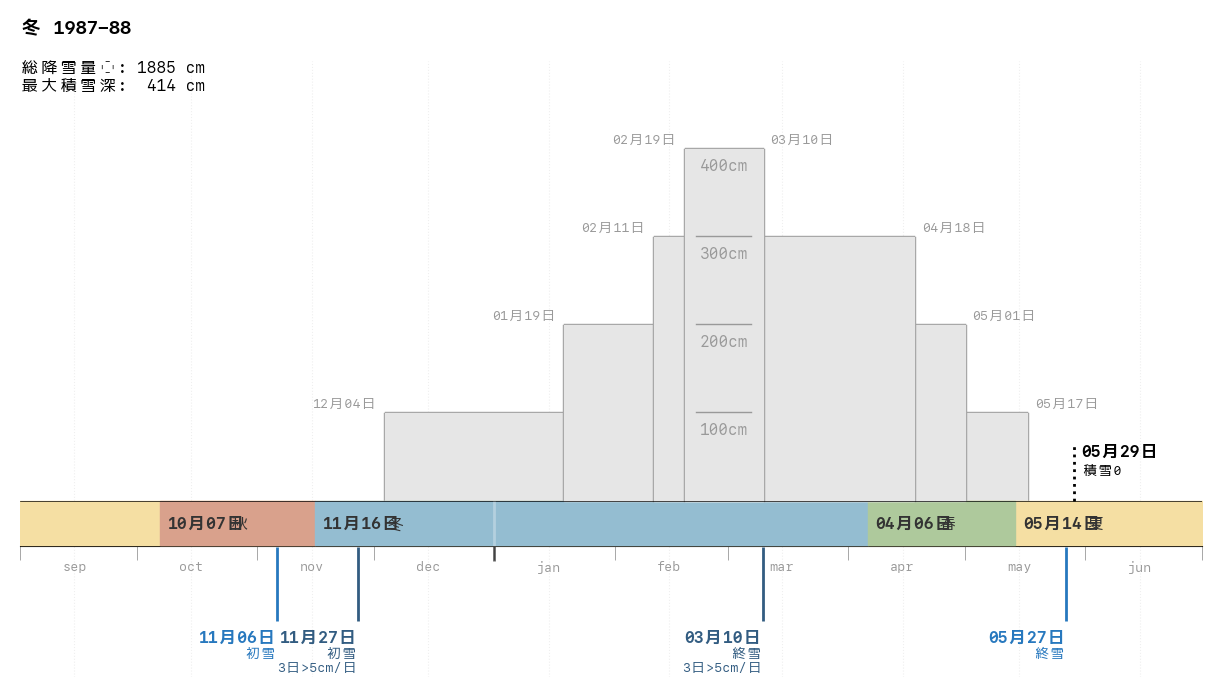 冬 1987–88
総降雪量 : 1885 cm
最大積雪深: 414 cm
02月19日 03月10日
400cm
02月11日 04月18日
300cm
01月19日 05月01日
200cm
12月04日 05月17日
100cm
05月29日
積雪0
10月07日 秋 11月16日 冬 04月06日 春 05月14日 夏
sep oct nov dec jan feb mar apr may jun
11月06日 11月27日 03月10日 05月27日
初雪 初雪 終雪 終雪
3日>5cm/日 3日>5cm/日